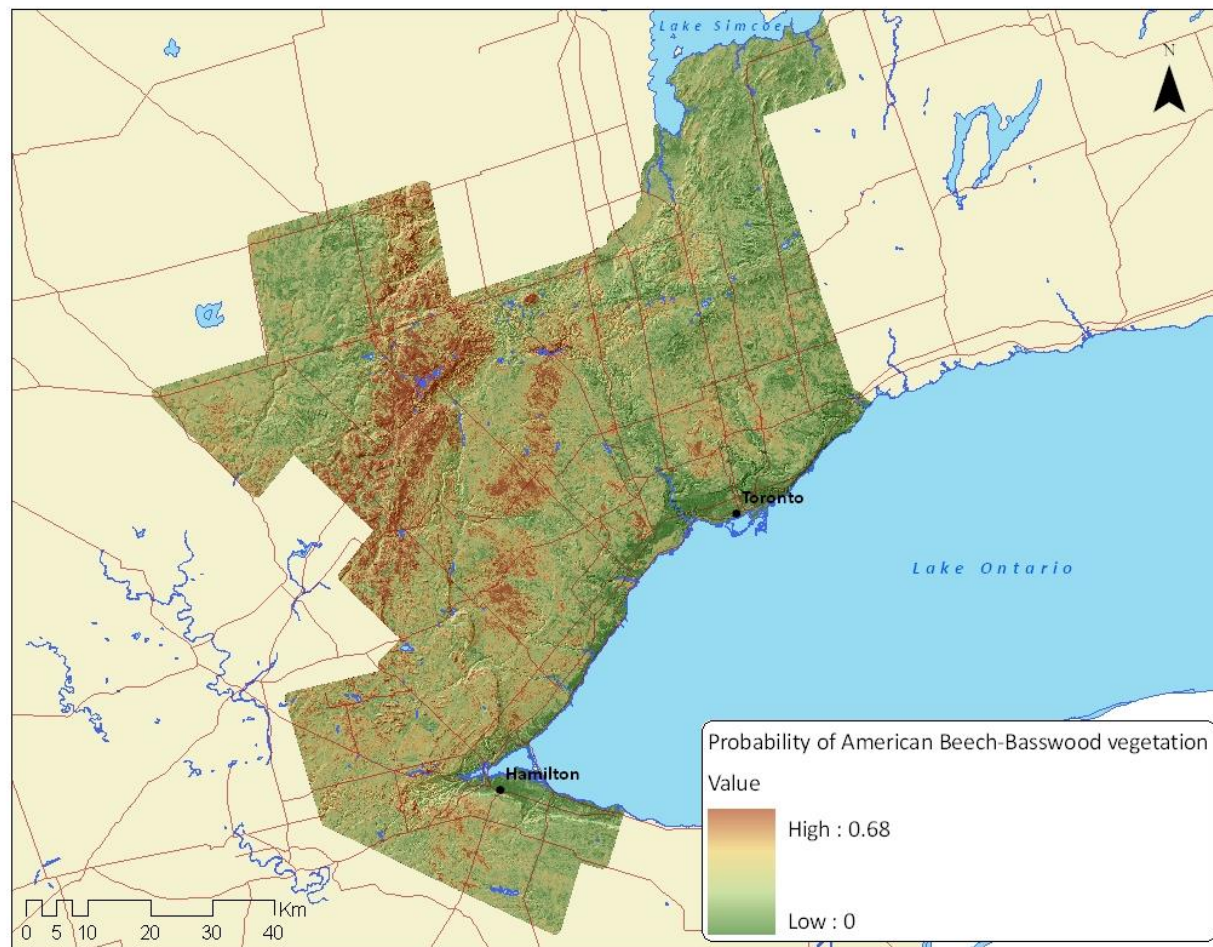 Lake Simcoe
N
Toronto
Lake Ontario
Hamilton
Probability of American Beech-Basswood vegetation
Value
High : 0.68
Low : 0
Km
0 5 10 20 30 40